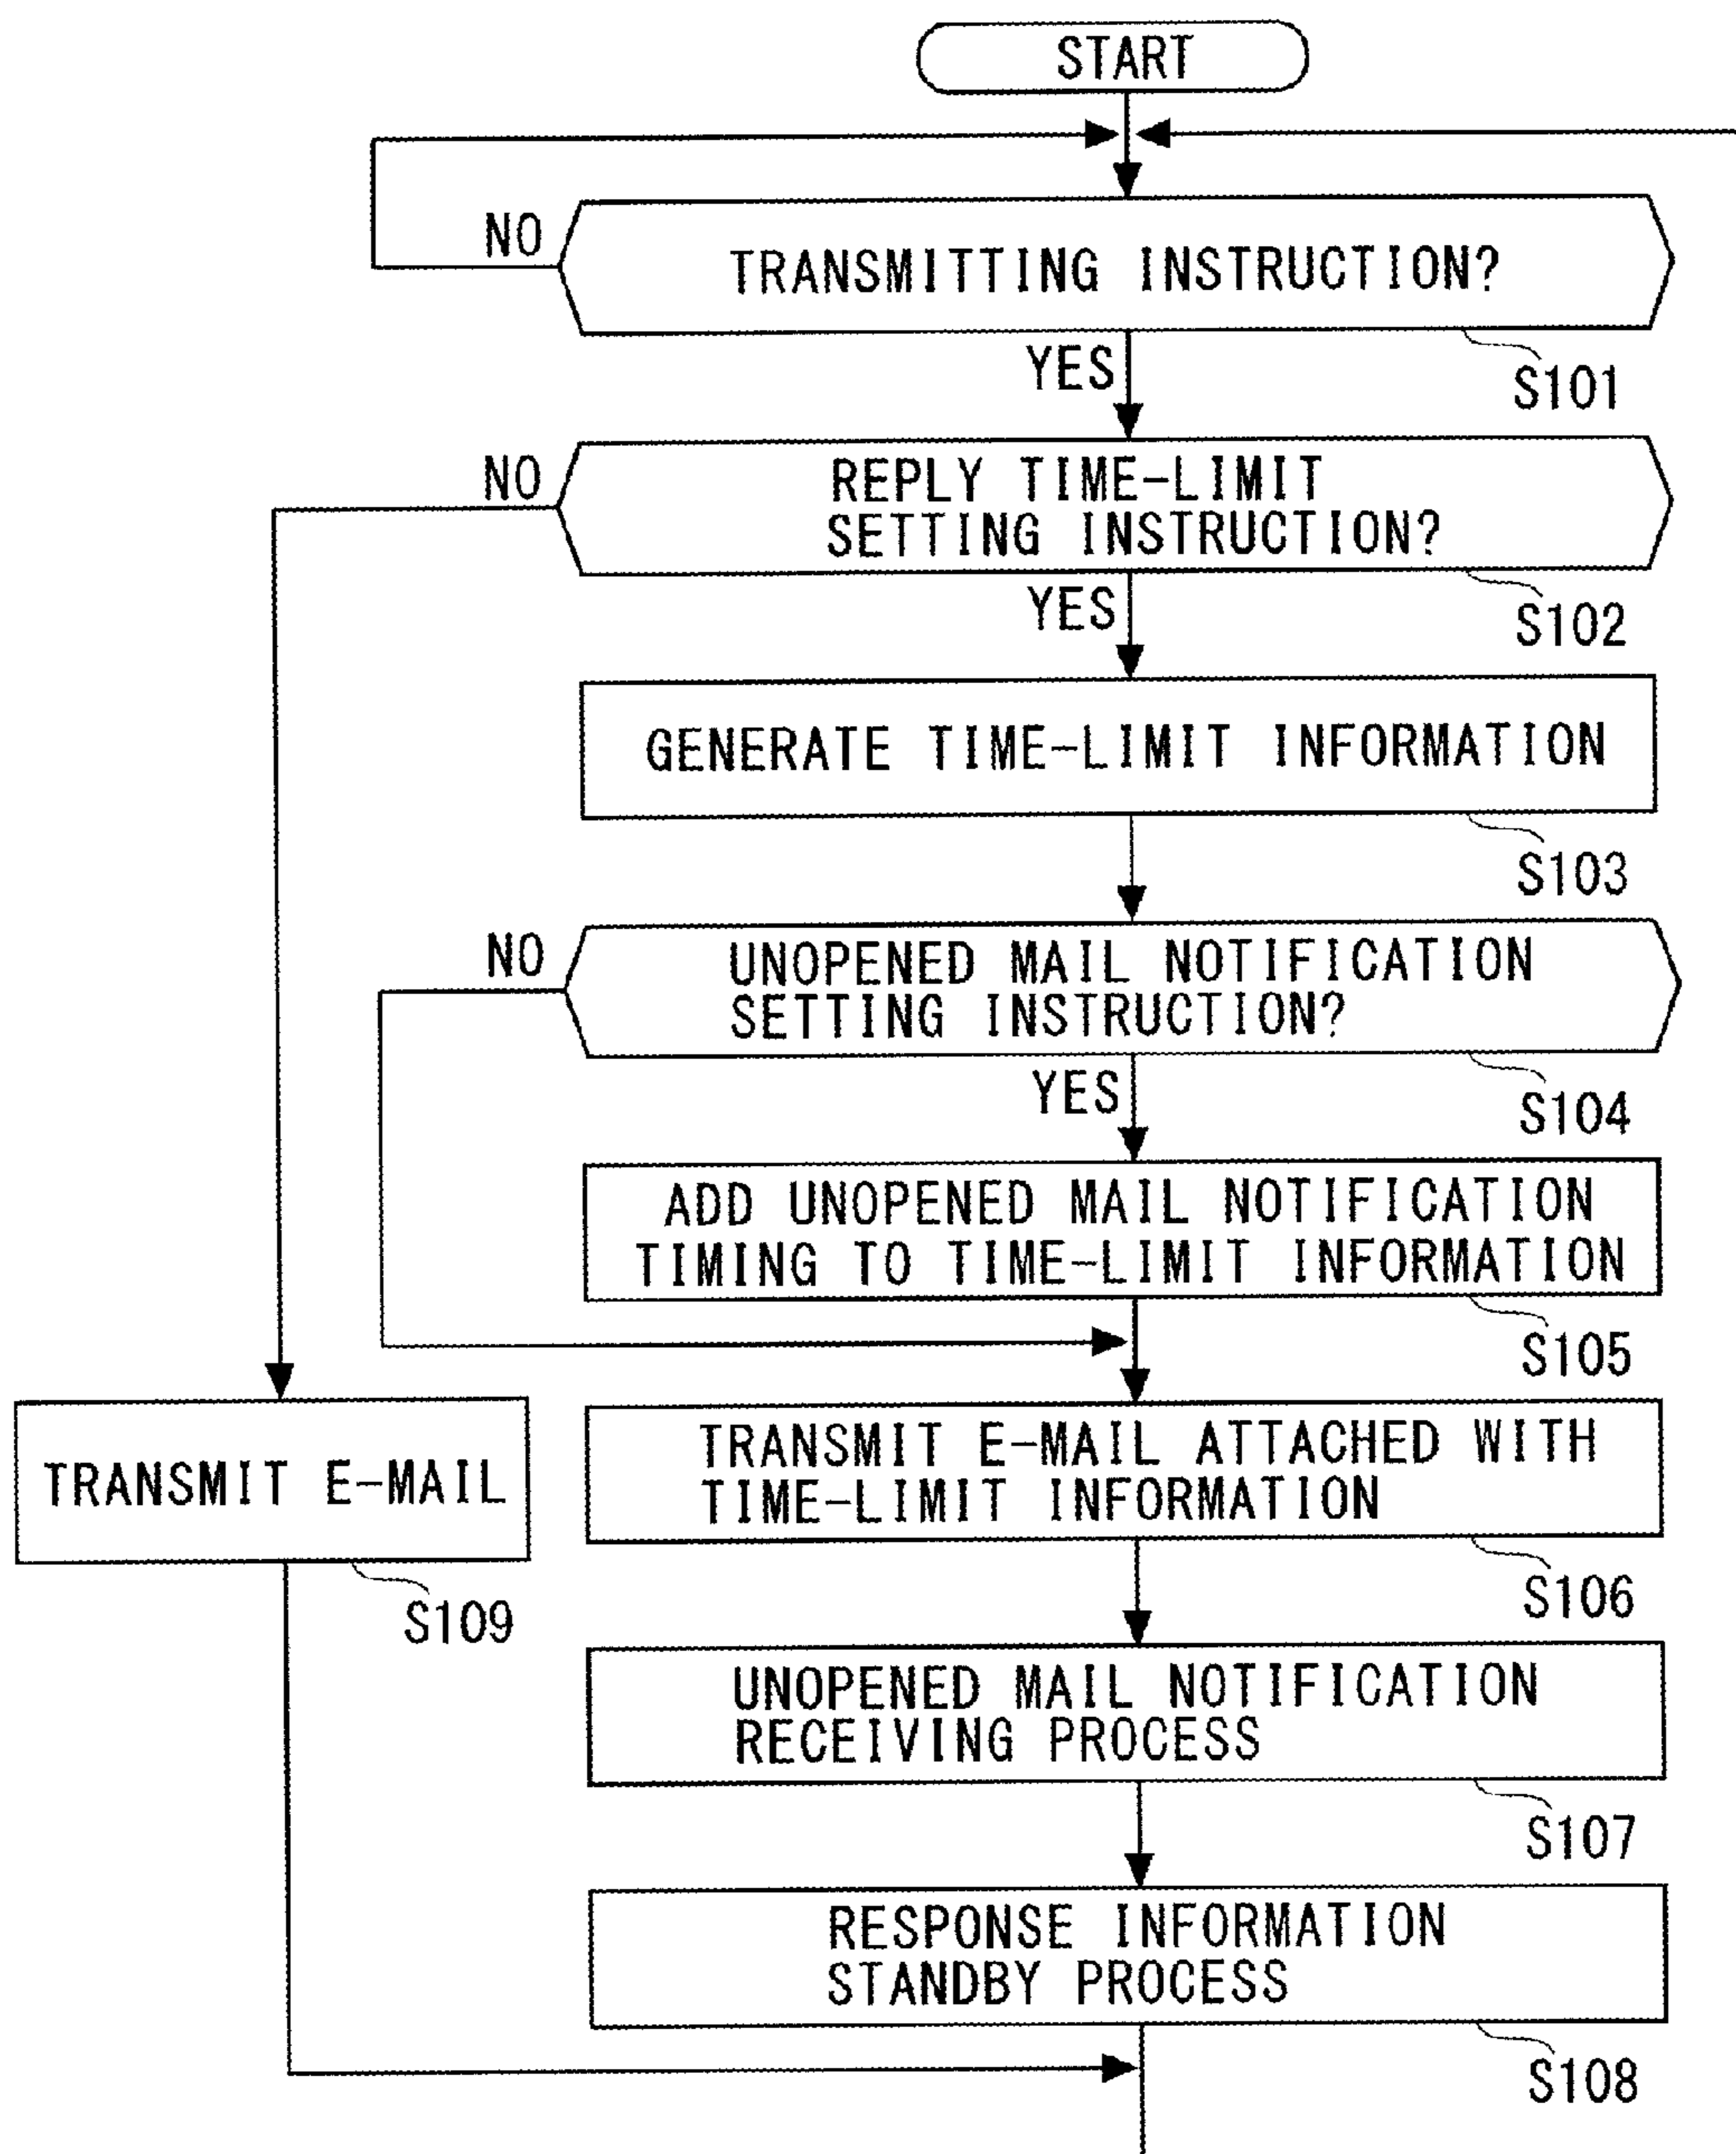 START
NO
TRANSMITTING INSTRUCTION?
YES
S101
NO
REPLY TIME-LIMIT
SETTING INSTRUCTION?
YES
S102
GENERATE TIME-LIMIT INFORMATION
S103
NO
UNOPENED MAIL NOTIFICATION
SETTING INSTRUCTION?
YES
S104
ADD UNOPENED MAIL NOTIFICATION
TIMING TO TIME-LIMIT INFORMATION
S105
TRANSMIT E-MAIL
S109
TRANSMIT E-MAIL ATTACHED WITH
TIME-LIMIT INFORMATION
S106
UNOPENED MAIL NOTIFICATION
RECEIVING PROCESS
S107
RESPONSE INFORMATION
STANDBY PROCESS
S108